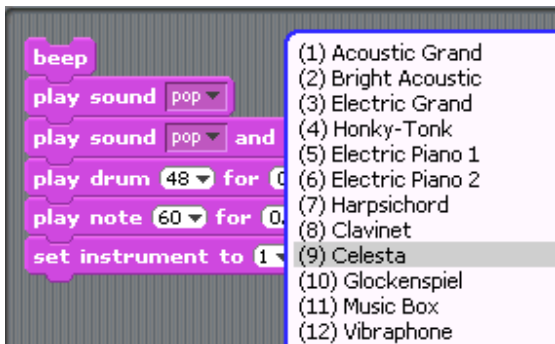 beep
play sound pop
play sound pop and
play drum 48 for
play note 60 for 0.
set instrument to 1
(1) Acoustic Grand
(2) Bright Acoustic
(3) Electric Grand
(4) Honky-Tonk
(5) Electric Piano 1
(6) Electric Piano 2
(7) Harpsichord
(8) Clavinet
(9) Celesta
(10) Glockenspiel
(11) Music Box
(12) Vibraphone